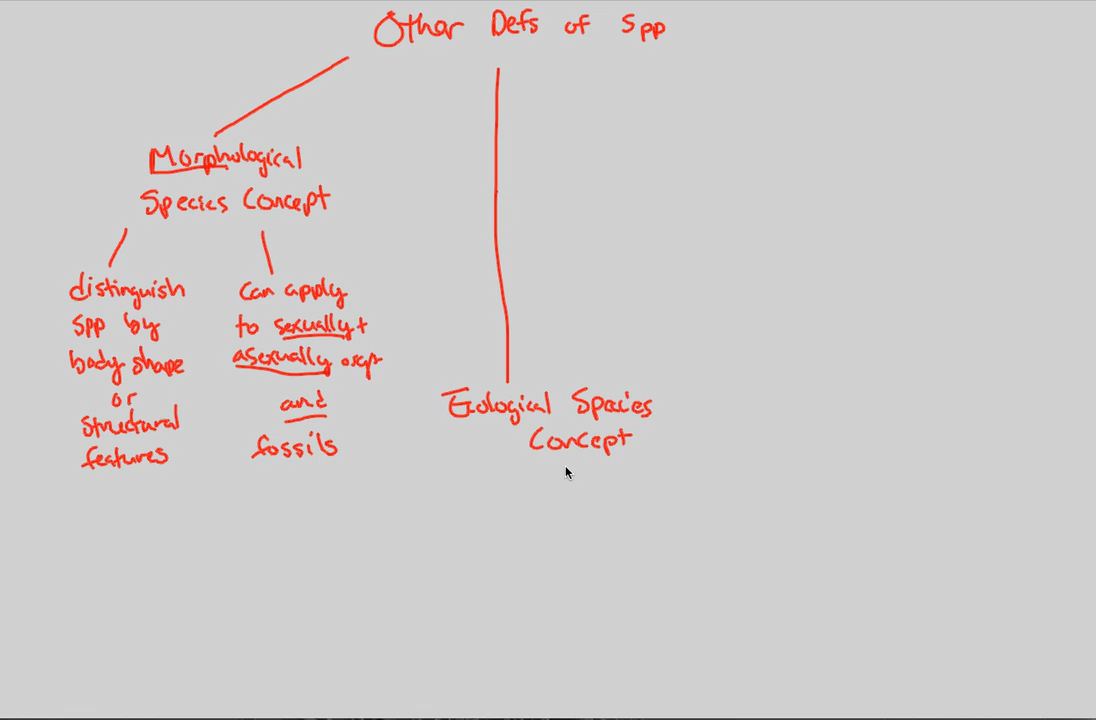 Other Defs of Spp
Morphological
Species Concept
distinguish
spp by
body shape
or
structural
features
Can apply
to sexually +
asexually
and
fossils
Ecological Species
Concept